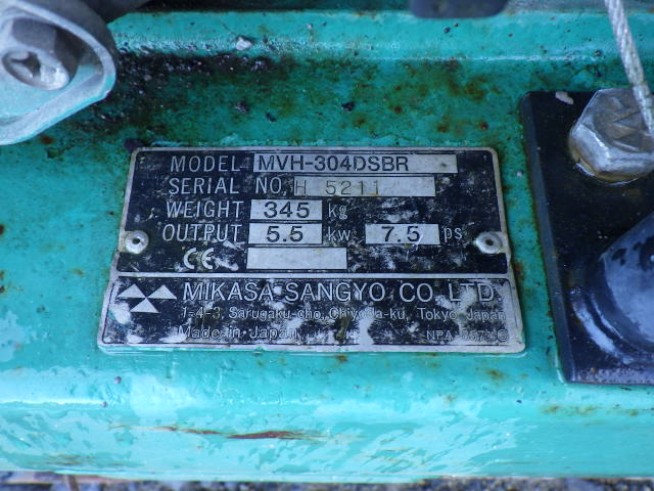 MODEL MVH-304DSBR
SERIAL NO. H 5211
WEIGHT 345 kg
OUTPUT 5.5 kw 7.5 ps
CE
MIKASA SANGYO CO., LTD.
1-4-3, Sarugaku-cho, Chiyoda-ku, Tokyo, Japan
Made in Japan